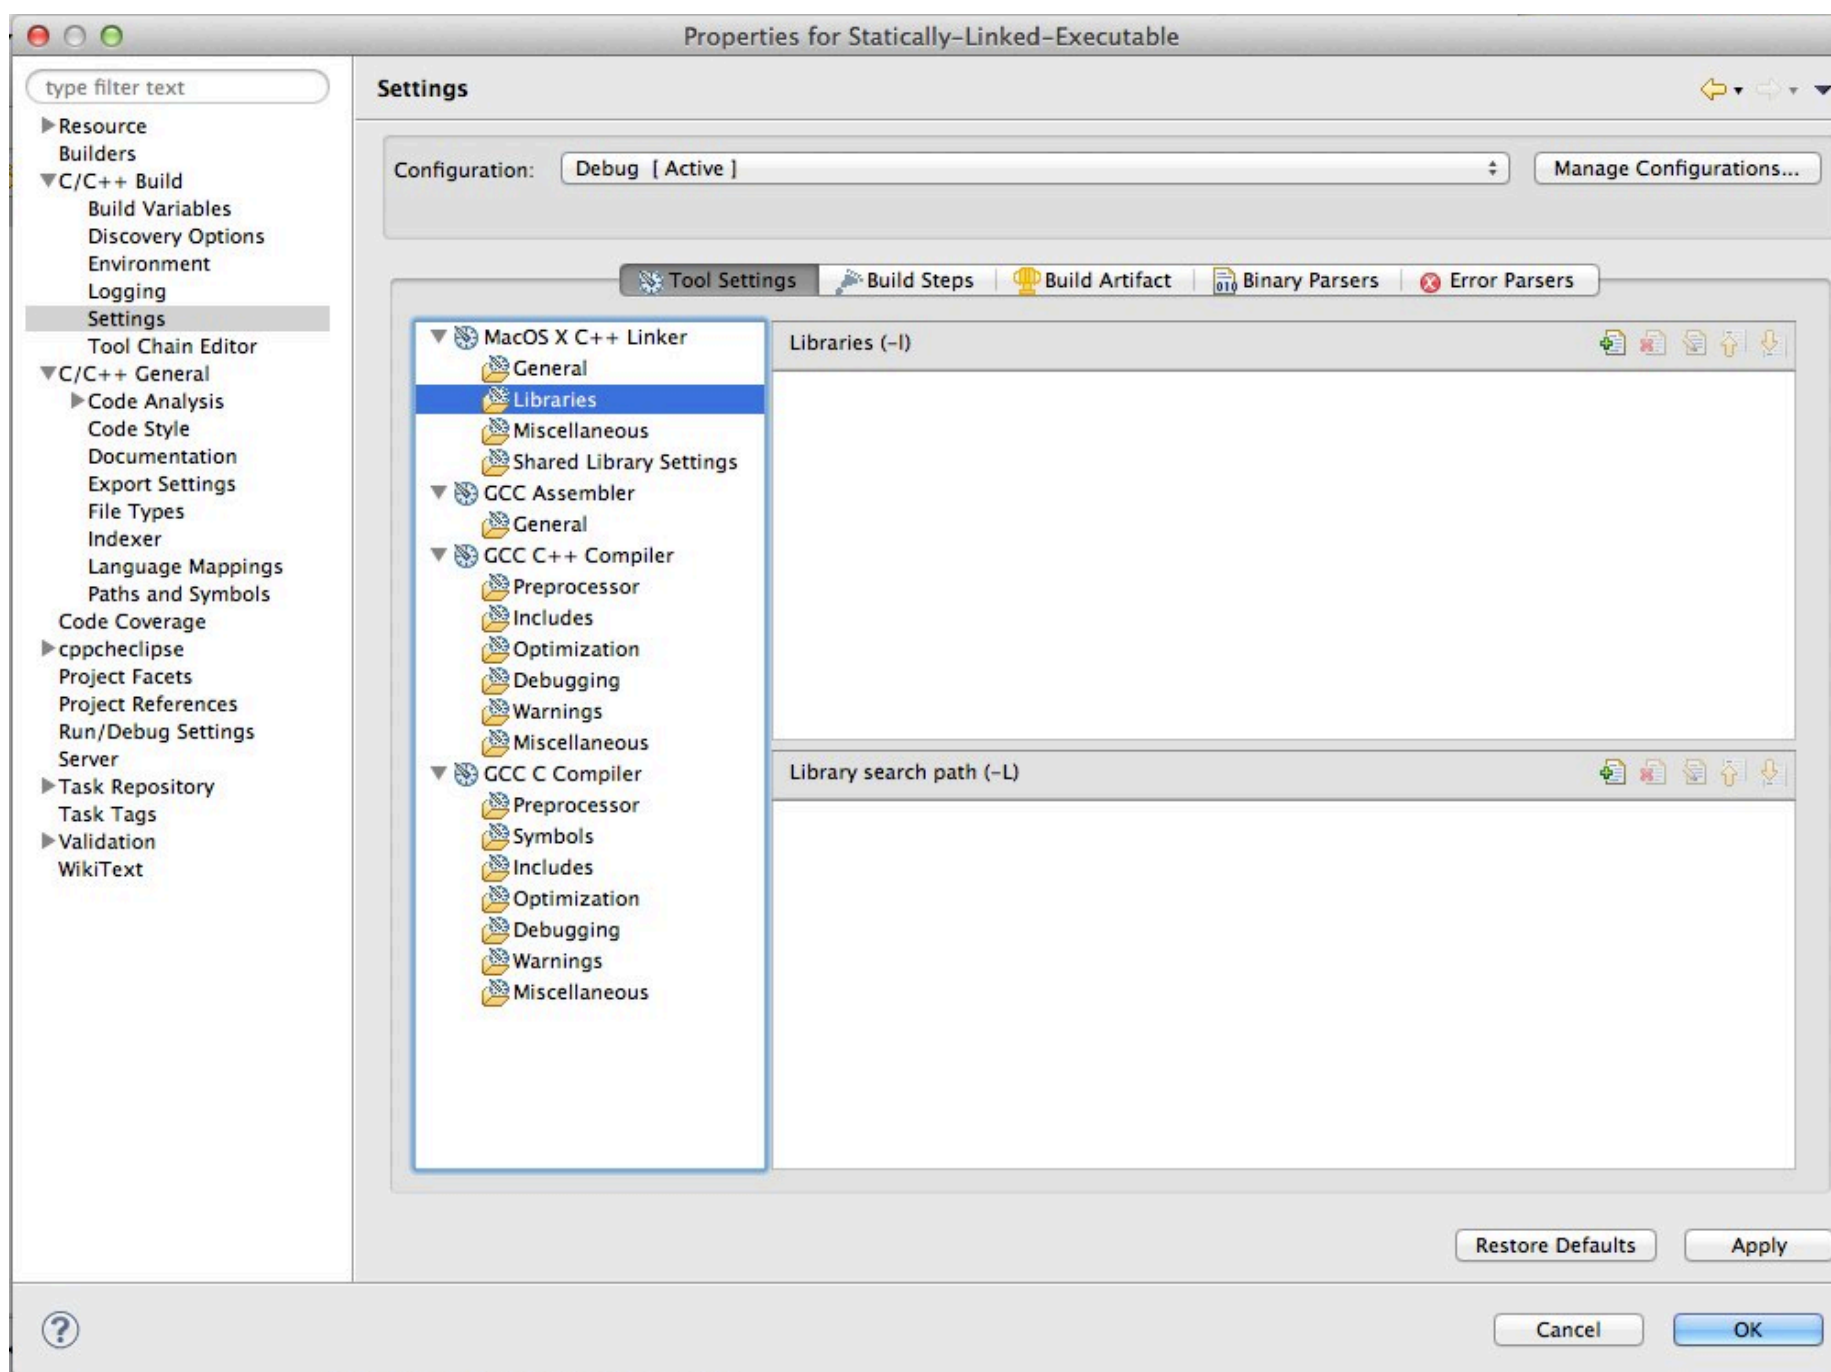 Properties for Statically-Linked-Executable
type filter text
Resource
Builders
C/C++ Build
Build Variables
Discovery Options
Environment
Logging
Settings
Tool Chain Editor
C/C++ General
Code Analysis
Code Style
Documentation
Export Settings
File Types
Indexer
Language Mappings
Paths and Symbols
Code Coverage
cppcheclipse
Project Facets
Project References
Run/Debug Settings
Server
Task Repository
Task Tags
Validation
WikiText
Settings
Configuration: Debug [ Active ] Manage Configurations...
Tool Settings Build Steps Build Artifact Binary Parsers Error Parsers
MacOS X C++ Linker
General
Libraries
Miscellaneous
Shared Library Settings
GCC Assembler
General
GCC C++ Compiler
Preprocessor
Includes
Optimization
Debugging
Warnings
Miscellaneous
GCC C Compiler
Preprocessor
Symbols
Includes
Optimization
Debugging
Warnings
Miscellaneous
Libraries (-l)
Library search path (-L)
Restore Defaults Apply
? Cancel OK